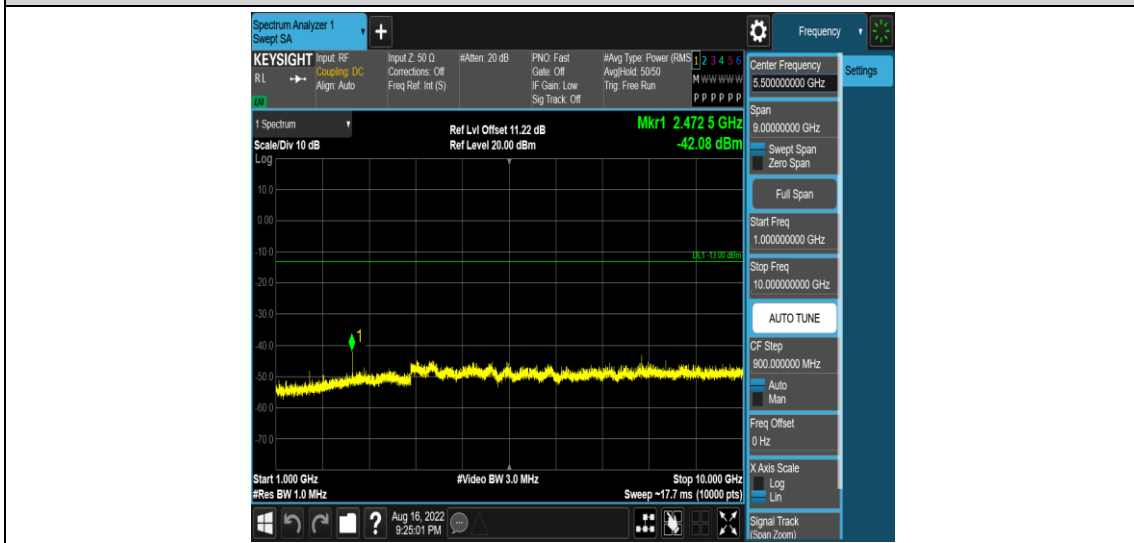 Spectrum Analyzer 1
Swept SA
+
Frequency
KEYSIGHT
RL
LXI
Input: RF
Coupling: DC
Align: Auto
Input Z: 50 Ω
Corrections: Off
Freq Ref: Int (S)
#Atten: 20 dB
PNO: Fast
Gate: Off
IF Gain: Low
Sig Track: Off
#Avg Type: Power (RMS
Avg|Hold: 50/50
Trig: Free Run
1 2 3 4 5 6
M W W W W W
P P P P P P
1 Spectrum
Scale/Div 10 dB
Log
Ref Lvl Offset 11.22 dB
Ref Level 20.00 dBm
Mkr1 2.472 5 GHz
-42.08 dBm
10.0
0.00
DL1 -13.00 dBm
-10.0
-20.0
-30.0
1
-40.0
-50.0
-60.0
-70.0
Start 1.000 GHz
#Res BW 1.0 MHz
#Video BW 3.0 MHz
Stop 10.000 GHz
Sweep ~17.7 ms (10000 pts)
?
Aug 16, 2022
9:25:01 PM
Center Frequency
5.500000000 GHz
Settings
Span
9.00000000 GHz
Swept Span
Zero Span
Full Span
Start Freq
1.000000000 GHz
Stop Freq
10.000000000 GHz
AUTO TUNE
CF Step
900.000000 MHz
Auto
Man
Freq Offset
0 Hz
X Axis Scale
Log
Lin
Signal Track
(Span Zoom)